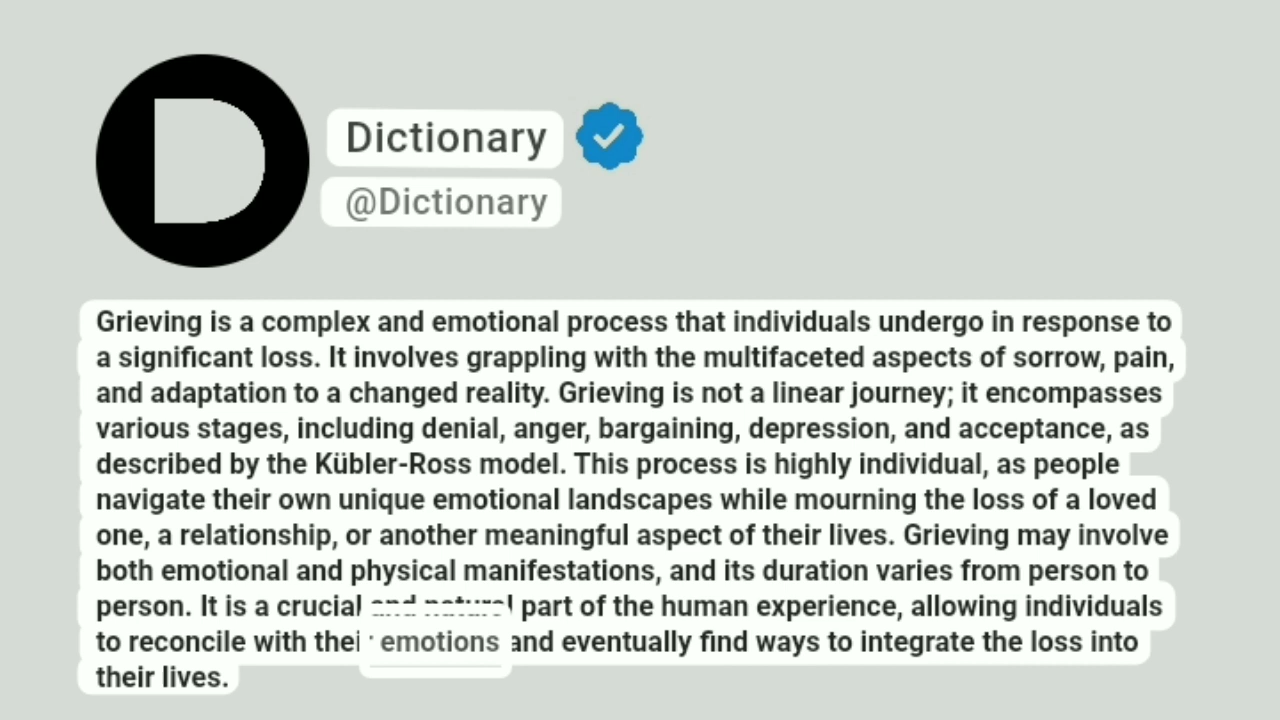 Dictionary
@Dictionary
Grieving is a complex and emotional process that individuals undergo in response to
a significant loss. It involves grappling with the multifaceted aspects of sorrow, pain,
and adaptation to a changed reality. Grieving is not a linear journey; it encompasses
various stages, including denial, anger, bargaining, depression, and acceptance, as
described by the Kübler-Ross model. This process is highly individual, as people
navigate their own unique emotional landscapes while mourning the loss of a loved
one, a relationship, or another meaningful aspect of their lives. Grieving may involve
both emotional and physical manifestations, and its duration varies from person to
person. It is a crucial and natural part of the human experience, allowing individuals
to reconcile with their emotions and eventually find ways to integrate the loss into
their lives.